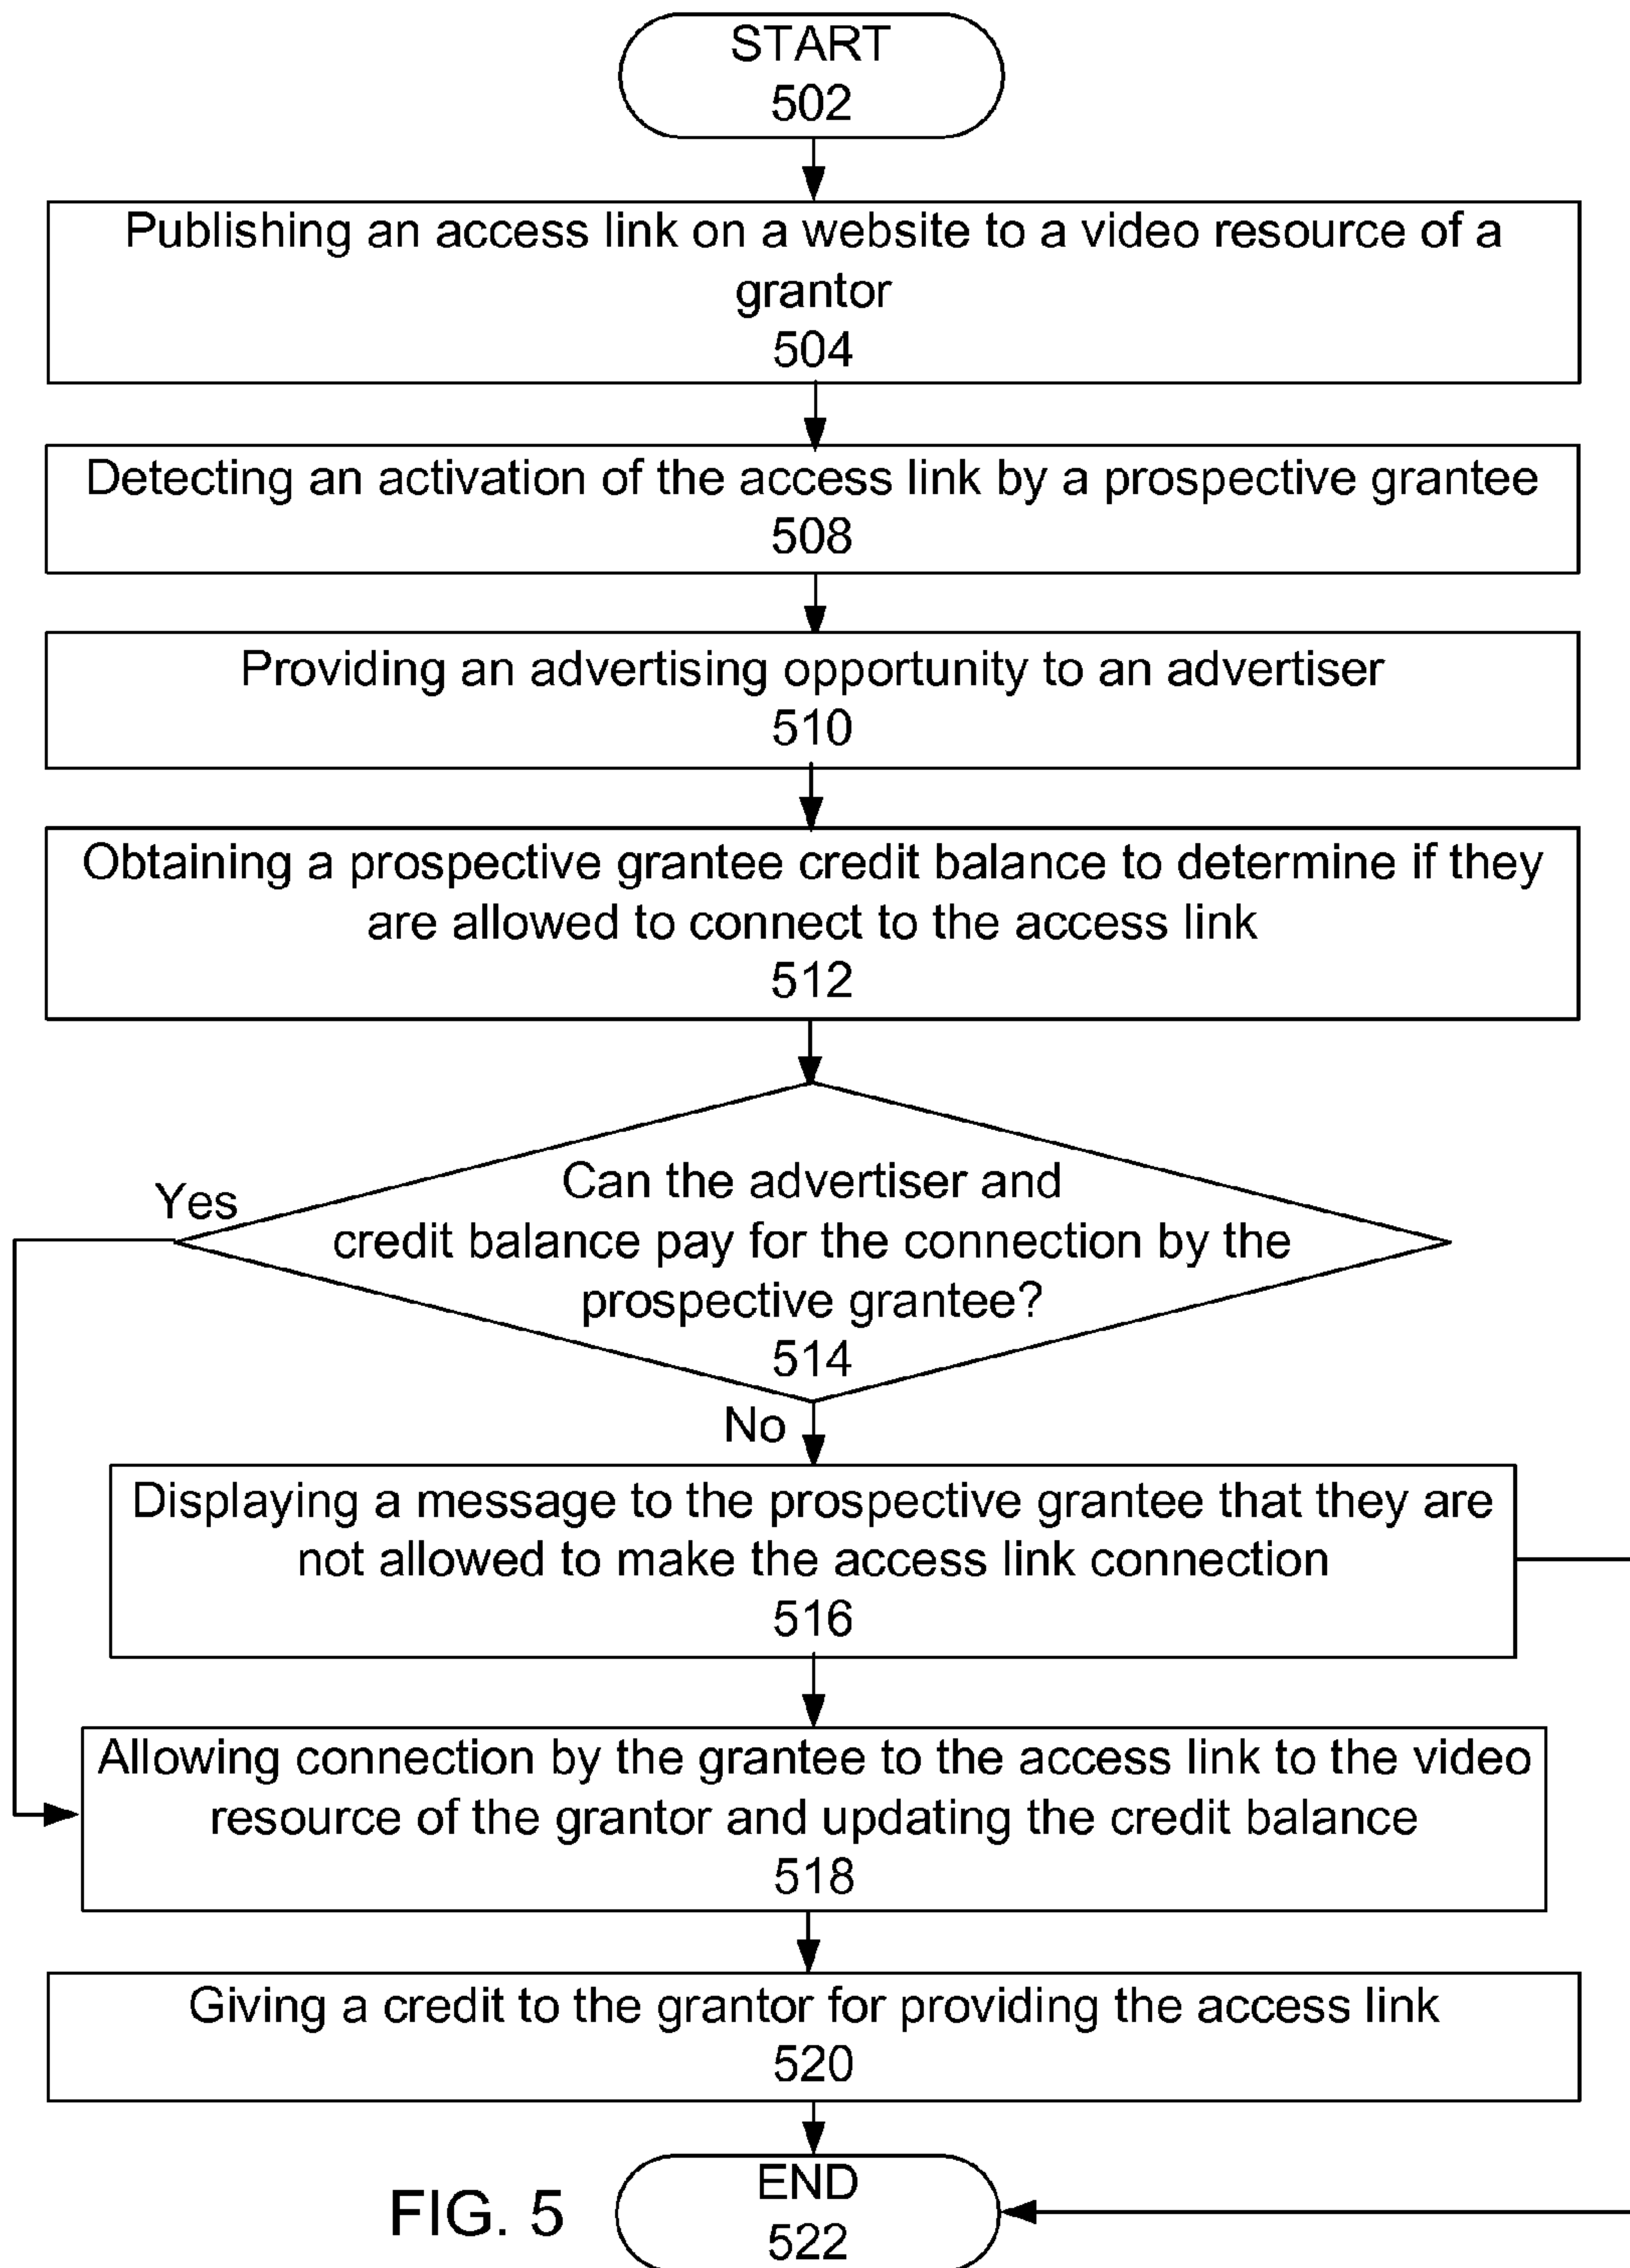 START
502
Publishing an access link on a website to a video resource of a
grantor
504
Detecting an activation of the access link by a prospective grantee
508
Providing an advertising opportunity to an advertiser
510
Obtaining a prospective grantee credit balance to determine if they
are allowed to connect to the access link
512
Can the advertiser and
Yes
credit balance pay for the connection by the
prospective grantee?
514
No
Displaying a message to the prospective grantee that they are
not allowed to make the access link connection
516
Allowing connection by the grantee to the access link to the video
resource of the grantor and updating the credit balance
518
Giving a credit to the grantor for providing the access link
520
END
522
FIG. 5